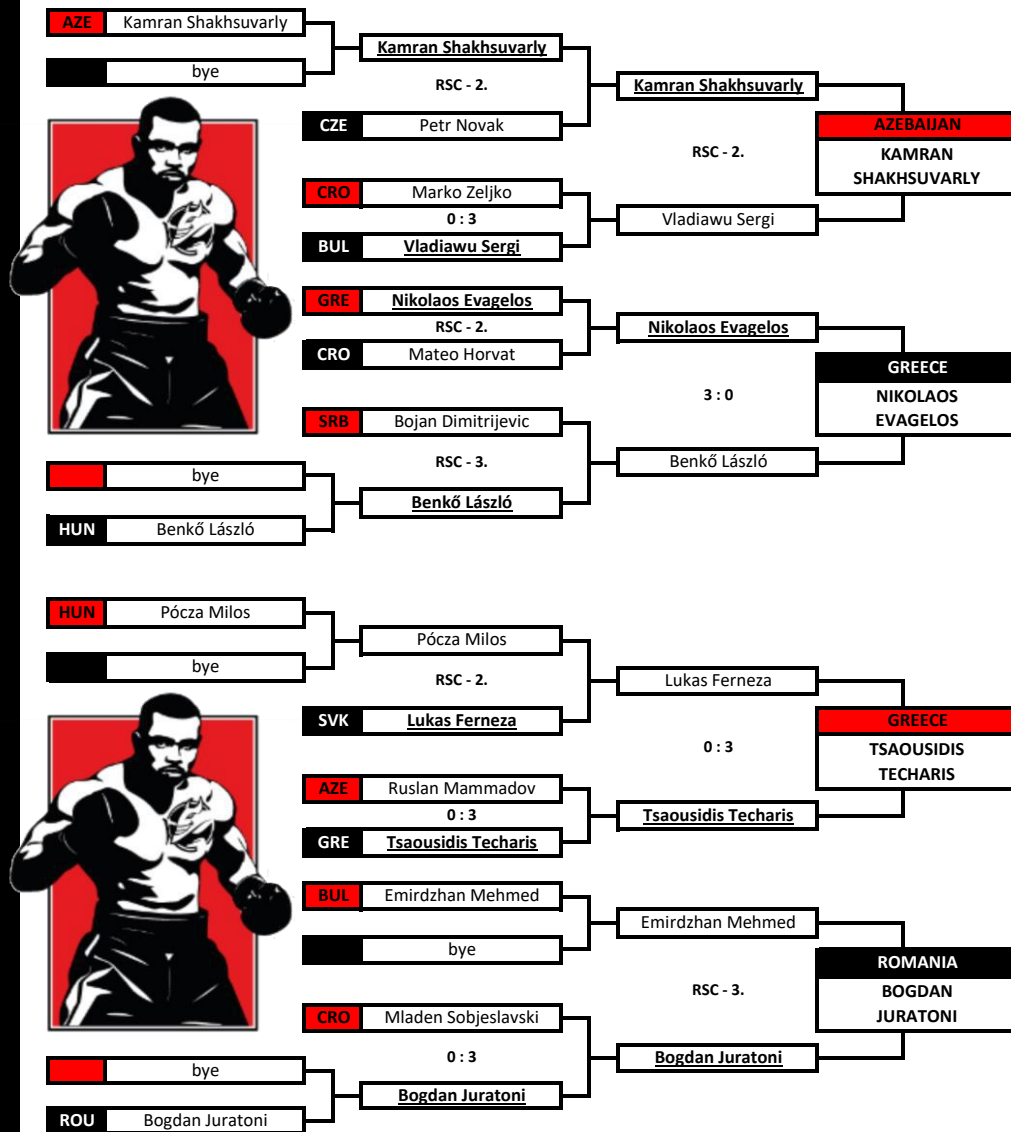 AZE Kamran Shakhsuvarly
bye
Kamran Shakhsuvarly
RSC - 2.
CZE Petr Novak
Kamran Shakhsuvarly
RSC - 2.
AZEBAIJAN
KAMRAN
SHAKHSUVARLY
CRO Marko Zeljko
0 : 3
BUL Vladiawu Sergi
Vladiawu Sergi
GRE Nikolaos Evagelos
RSC - 2.
CRO Mateo Horvat
Nikolaos Evagelos
3 : 0
GREECE
NIKOLAOS
EVAGELOS
SRB Bojan Dimitrijevic
RSC - 3.
Benkő László
Benkő László
bye
HUN Benkő László
HUN Pócza Milos
bye
Pócza Milos
RSC - 2.
SVK Lukas Ferneza
Lukas Ferneza
0 : 3
GREECE
TSAOUSIDIS
TECHARIS
AZE Ruslan Mammadov
0 : 3
GRE Tsaousidis Techaris
Tsaousidis Techaris
BUL Emirdzhan Mehmed
bye
Emirdzhan Mehmed
RSC - 3.
ROMANIA
BOGDAN
JURATONI
CRO Mladen Sobjeslavski
0 : 3
Bogdan Juratoni
Bogdan Juratoni
bye
ROU Bogdan Juratoni